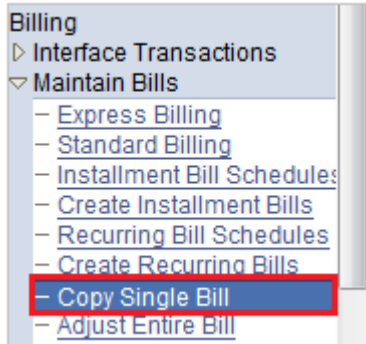 Billing
Interface Transactions
Maintain Bills
– Express Billing
– Standard Billing
– Installment Bill Schedules
– Create Installment Bills
– Recurring Bill Schedules
– Create Recurring Bills
– Copy Single Bill
– Adjust Entire Bill